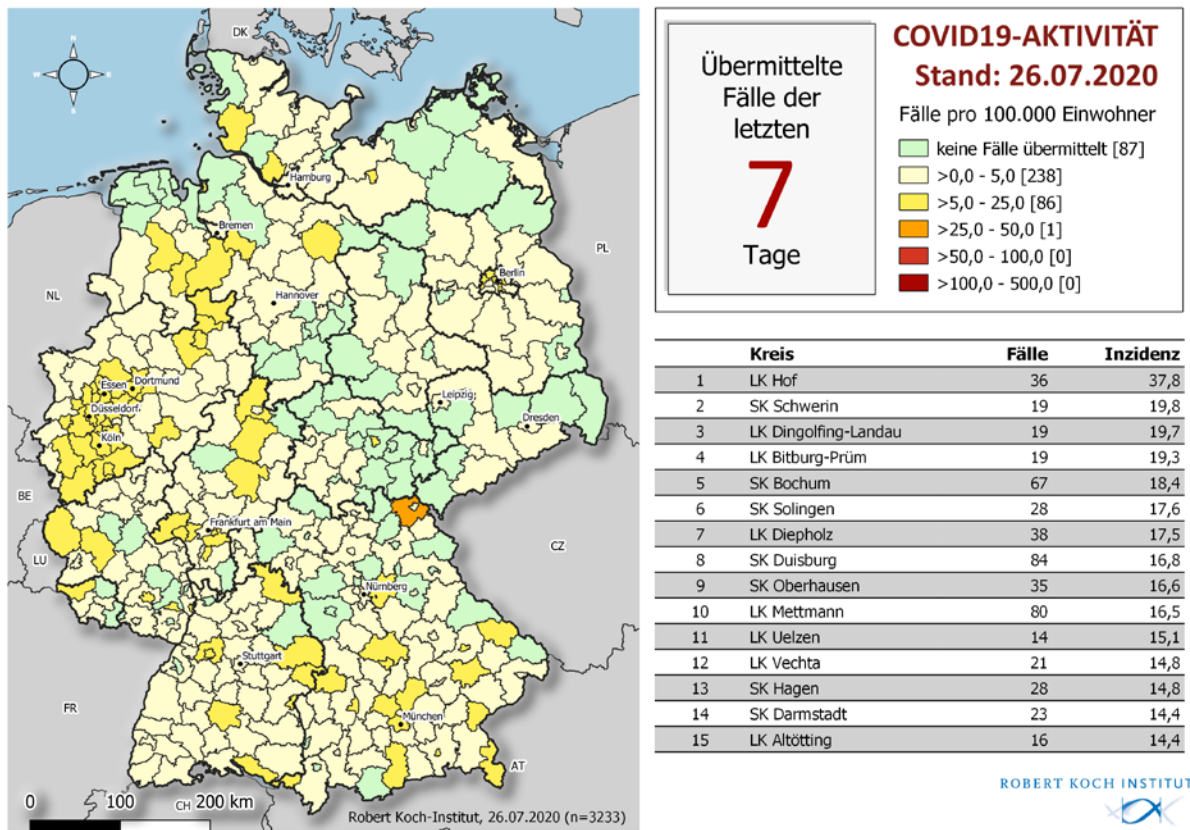 DK
N
W
E
S
Hamburg
Bremen
PL
NL
Berlin
Hannover
Essen
Dortmund
Düsseldorf
Leipzig
Köln
Dresden
BE
Frankfurt am Main
LU
CZ
Nürnberg
Stuttgart
FR
München
AT
0 100 200 km
CH
Robert Koch-Institut, 26.07.2020 (n=3233)
Übermittelte
Fälle der
letzten
7
Tage
COVID19-AKTIVITÄT
Stand: 26.07.2020
Fälle pro 100.000 Einwohner
keine Fälle übermittelt [87]
>0,0 - 5,0 [238]
>5,0 - 25,0 [86]
>25,0 - 50,0 [1]
>50,0 - 100,0 [0]
>100,0 - 500,0 [0]
Kreis Fälle Inzidenz
1 LK Hof 36 37,8
2 SK Schwerin 19 19,8
3 LK Dingolfing-Landau 19 19,7
4 LK Bitburg-Prüm 19 19,3
5 SK Bochum 67 18,4
6 SK Solingen 28 17,6
7 LK Diepholz 38 17,5
8 SK Duisburg 84 16,8
9 SK Oberhausen 35 16,6
10 LK Mettmann 80 16,5
11 LK Uelzen 14 15,1
12 LK Vechta 21 14,8
13 SK Hagen 28 14,8
14 SK Darmstadt 23 14,4
15 LK Altötting 16 14,4
ROBERT KOCH INSTITUT